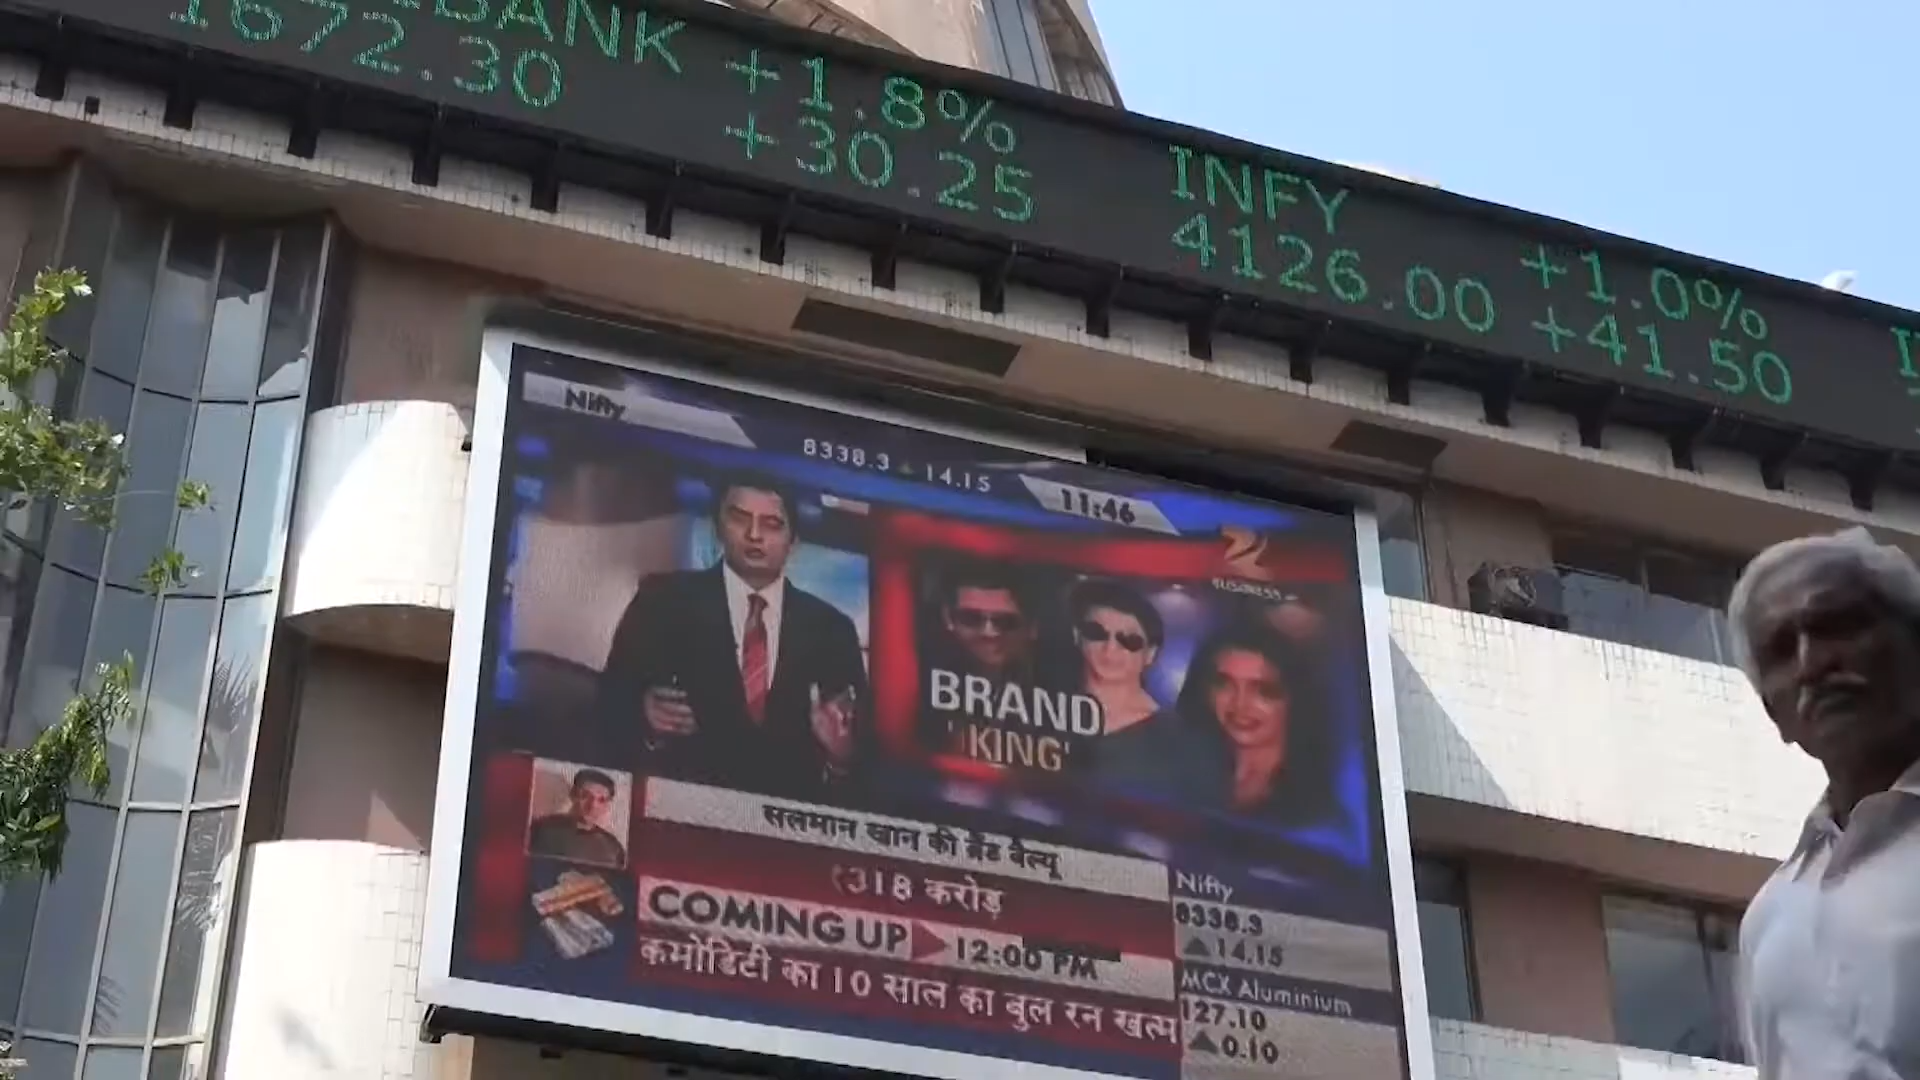 BANK +1.8%
1672.30 +30.25
INFY +1.0%
4126.00 +41.50
Nifty
8338.3 14.15
11:46
BUSINESS
BRAND
'KING'
सलमान खान की ब्रैंड वैल्यू
₹318 करोड़
COMING UP 12:00 PM
कमोडिटी का 10 साल का बुल रन खत्म
Nifty
8338.3
▲14.15
MCX Aluminium
127.10
▲0.10